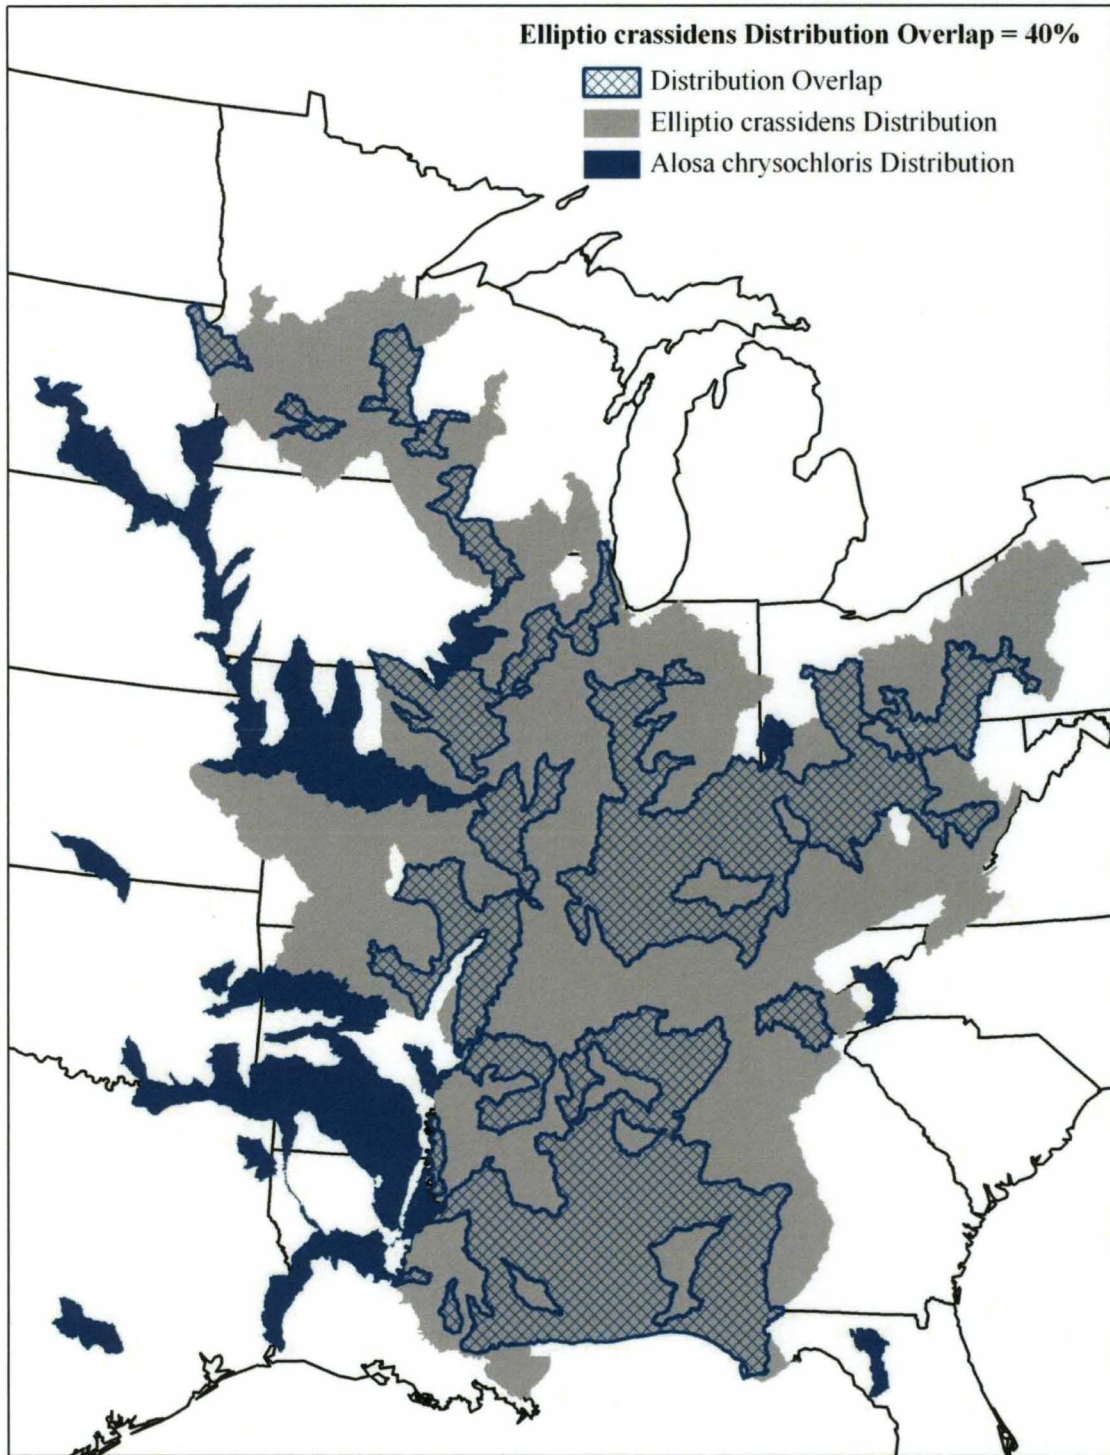 Elliptio crassidens Distribution Overlap = 40%
Distribution Overlap
Elliptio crassidens Distribution
Alosa chrysochloris Distribution